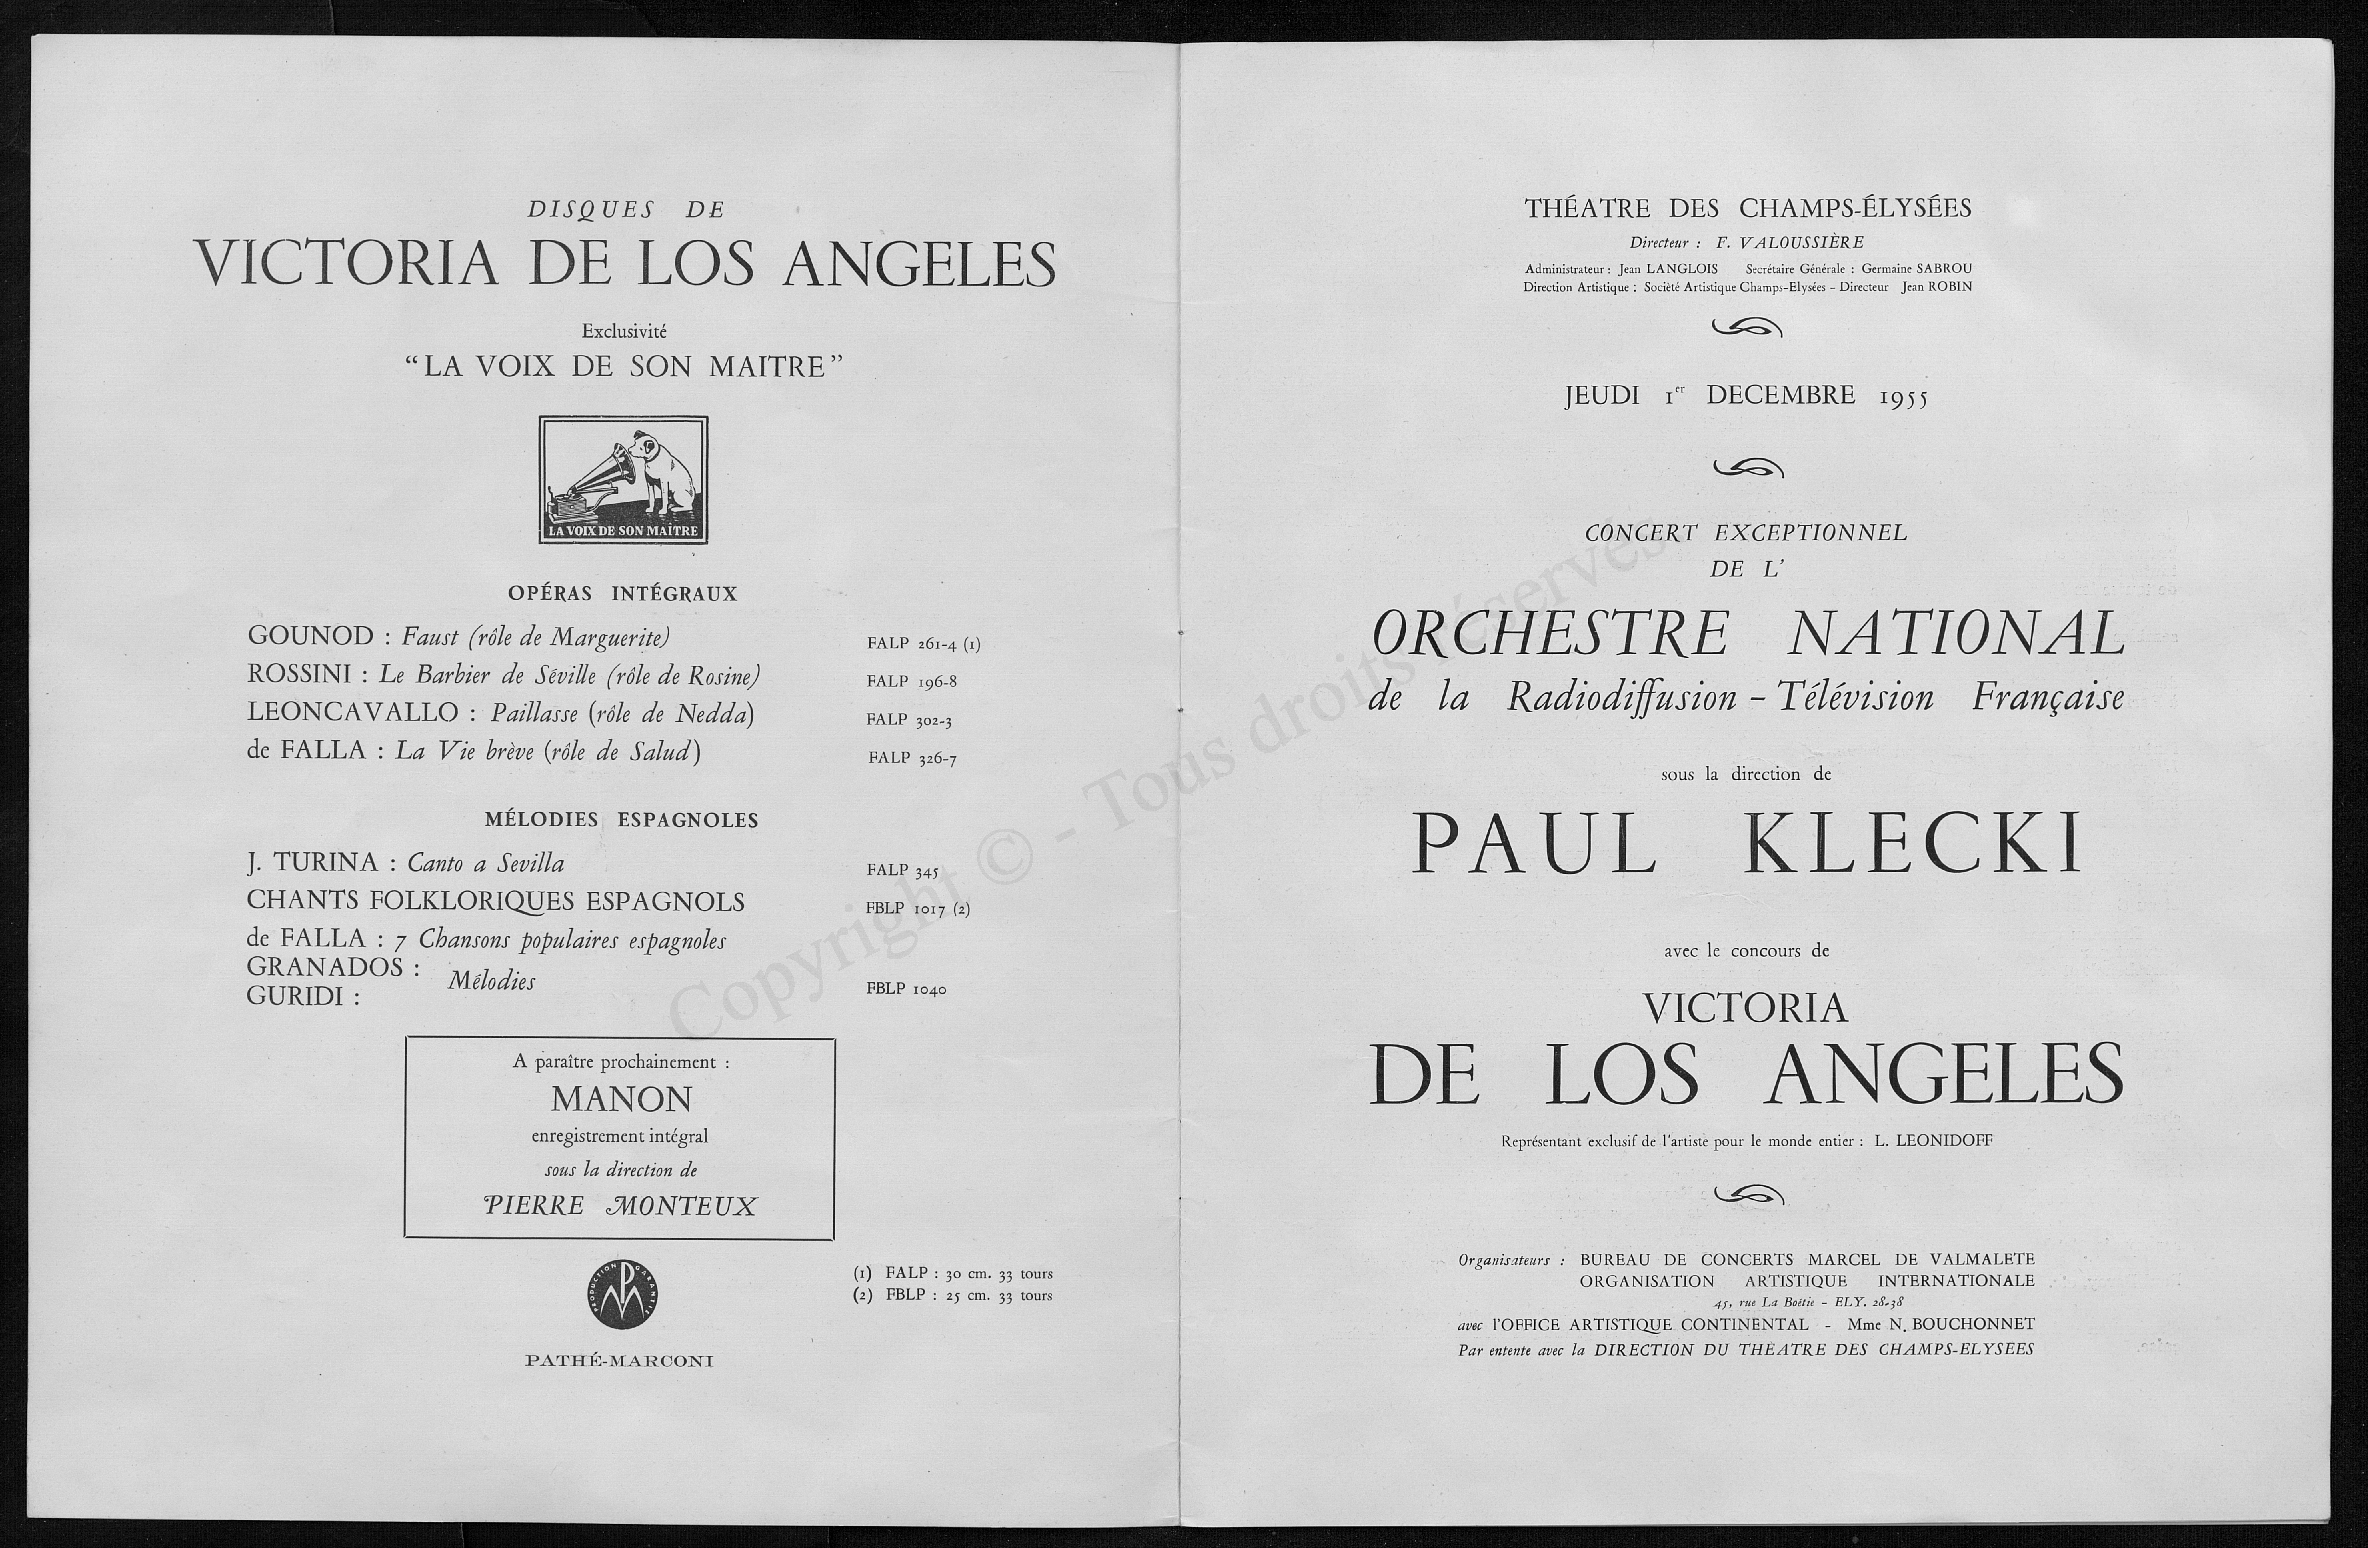 DISQUES DE
VICTORIA DE LOS ANGELES
Exclusivité
“LA VOIX DE SON MAITRE”
LA VOIX DE SON MAÎTRE
OPÉRAS INTÉGRAUX
GOUNOD : Faust (rôle de Marguerite) FALP 261-4 (1)
ROSSINI : Le Barbier de Séville (rôle de Rosine) FALP 196-8
LEONCAVALLO : Paillasse (rôle de Nedda) FALP 302-3
de FALLA : La Vie brève (rôle de Salud) FALP 326-7
MÉLODIES ESPAGNOLES
J. TURINA : Canto a Sevilla FALP 345
CHANTS FOLKLORIQUES ESPAGNOLS FBLP 1017 (2)
de FALLA : 7 Chansons populaires espagnoles
GRANADOS :
Mélodies FBLP 1040
GURIDI :
A paraître prochainement :
MANON
enregistrement intégral
sous la direction de
PIERRE MONTEUX
(1) FALP : 30 cm. 33 tours
(2) FBLP : 25 cm. 33 tours
PRODUCTION GARANTIE
PATHÉ-MARCONI
THÉATRE DES CHAMPS-ÉLYSÉES
Directeur : F. VALOUSSIÈRE
Administrateur : Jean LANGLOIS Secrétaire Générale : Germaine SABROU
Direction Artistique : Société Artistique Champs-Elysées - Directeur Jean ROBIN
JEUDI 1er DECEMBRE 1955
CONCERT EXCEPTIONNEL
DE L’
ORCHESTRE NATIONAL
de la Radiodiffusion - Télévision Française
sous la direction de
PAUL KLECKI
avec le concours de
VICTORIA
DE LOS ANGELES
Représentant exclusif de l’artiste pour le monde entier : L. LEONIDOFF
Organisateurs : BUREAU DE CONCERTS MARCEL DE VALMALETE
ORGANISATION ARTISTIQUE INTERNATIONALE
45, rue La Boëtie - ELY. 28-38
avec l’OFFICE ARTISTIQUE CONTINENTAL - Mme N. BOUCHONNET
Par entente avec la DIRECTION DU THÉATRE DES CHAMPS-ELYSEES
Copyright © - Tous droits réservés